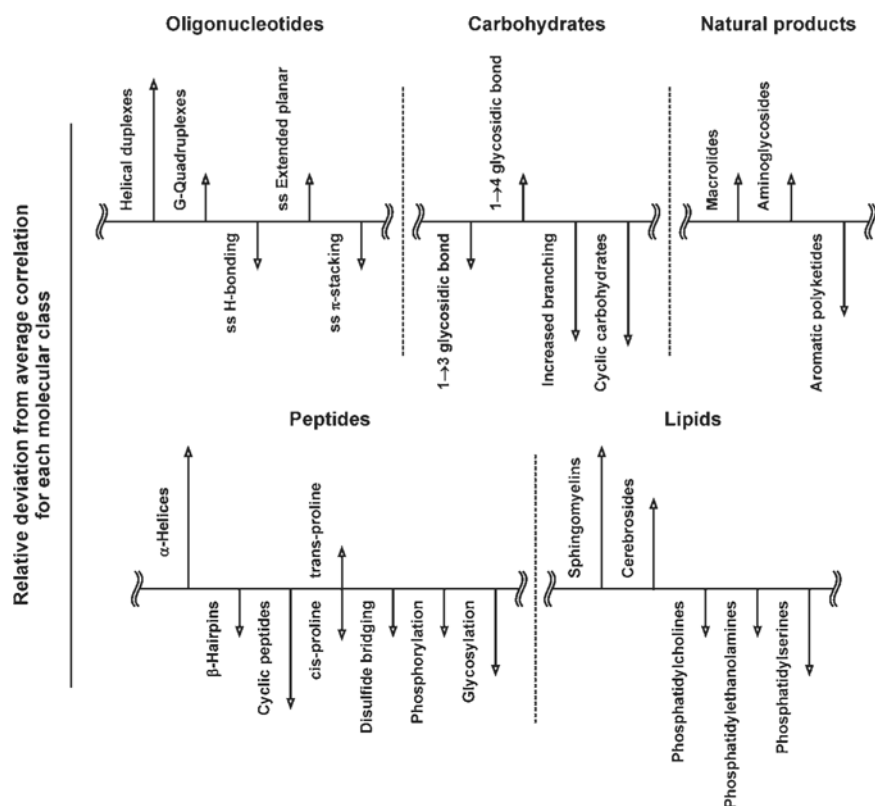 Oligonucleotides
Carbohydrates
Natural products
Relative deviation from average correlation
for each molecular class
Helical duplexes
G-Quadruplexes
ss H-bonding
ss Extended planar
ss π-stacking
1→3 glycosidic bond
1→4 glycosidic bond
Increased branching
Cyclic carbohydrates
Macrolides
Aminoglycosides
Aromatic polyketides
Peptides
Lipids
α-Helices
β-Hairpins
Cyclic peptides
trans-proline
cis-proline
Disulfide bridging
Phosphorylation
Glycosylation
Sphingomyelins
Cerebrosides
Phosphatidylcholines
Phosphatidylethanolamines
Phosphatidylserines